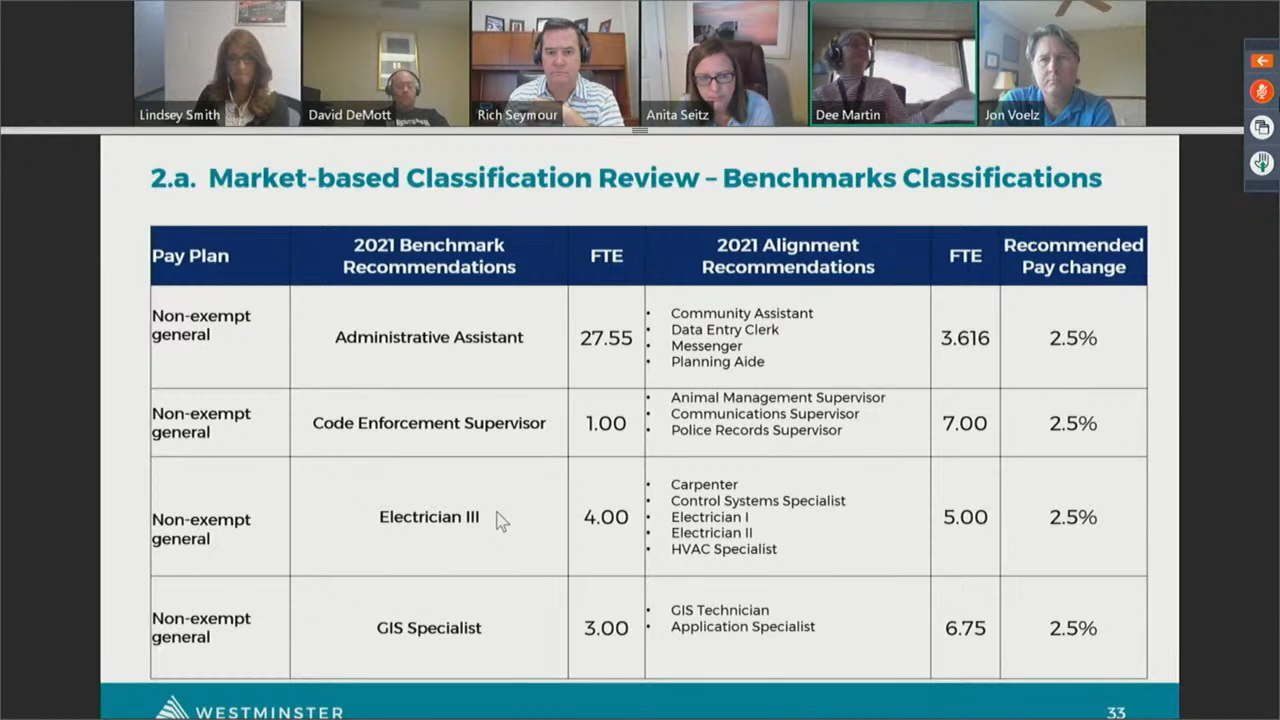 Lindsey Smith
David DeMott
Rich Seymour
Anita Seitz
Dee Martin
Jon Voelz
2.a. Market-based Classification Review – Benchmarks Classifications
Pay Plan
2021 Benchmark
Recommendations
FTE
2021 Alignment
Recommendations
FTE
Recommended
Pay change
Non-exempt
general
Administrative Assistant
27.55
• Community Assistant
• Data Entry Clerk
• Messenger
• Planning Aide
3.616
2.5%
Non-exempt
general
Code Enforcement Supervisor
1.00
• Animal Management Supervisor
• Communications Supervisor
• Police Records Supervisor
7.00
2.5%
Non-exempt
general
Electrician III
4.00
• Carpenter
• Control Systems Specialist
• Electrician I
• Electrician II
• HVAC Specialist
5.00
2.5%
Non-exempt
general
GIS Specialist
3.00
• GIS Technician
• Application Specialist
6.75
2.5%
WESTMINSTER
33